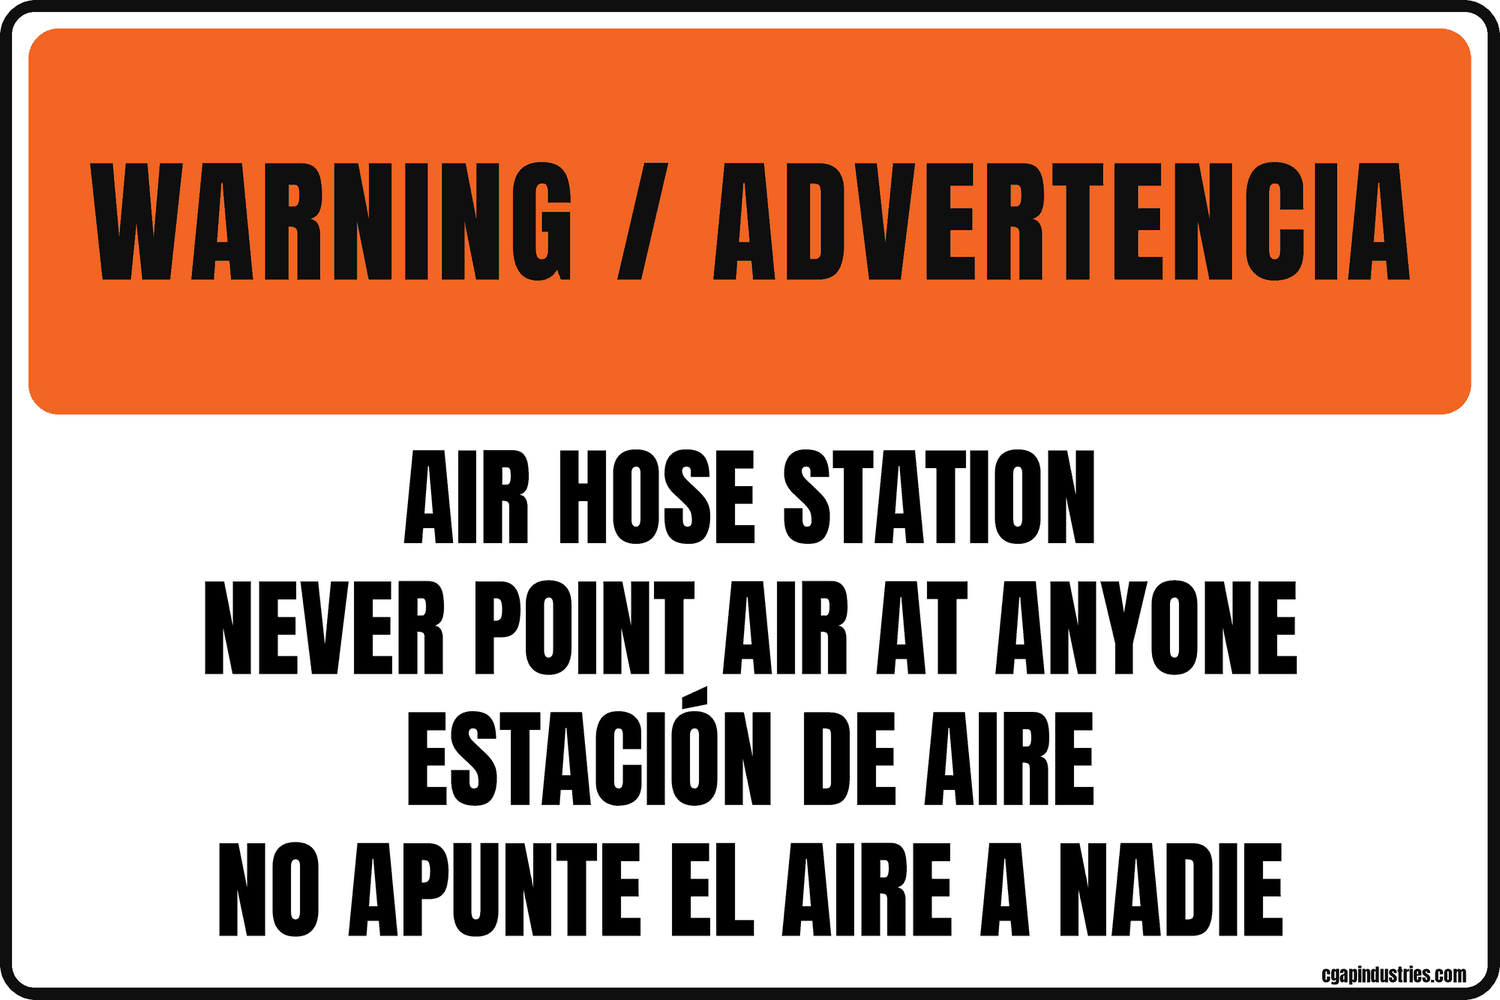 WARNING / ADVERTENCIA
AIR HOSE STATION
NEVER POINT AIR AT ANYONE
ESTACIÓN DE AIRE
NO APUNTE EL AIRE A NADIE
cgapindustries.com